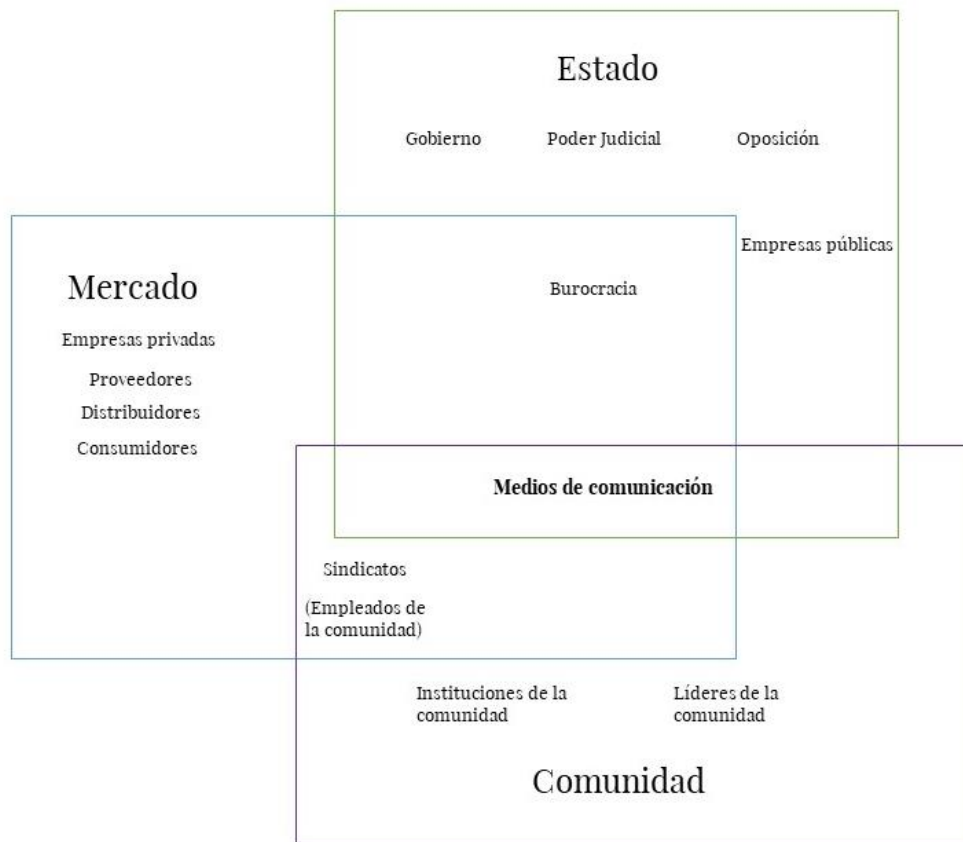 Estado
Gobierno
Poder Judicial
Oposición
Empresas públicas
Mercado
Burocracia
Empresas privadas
Proveedores
Distribuidores
Consumidores
Medios de comunicación
Sindicatos
(Empleados de
la comunidad)
Instituciones de la
comunidad
Líderes de la
comunidad
Comunidad